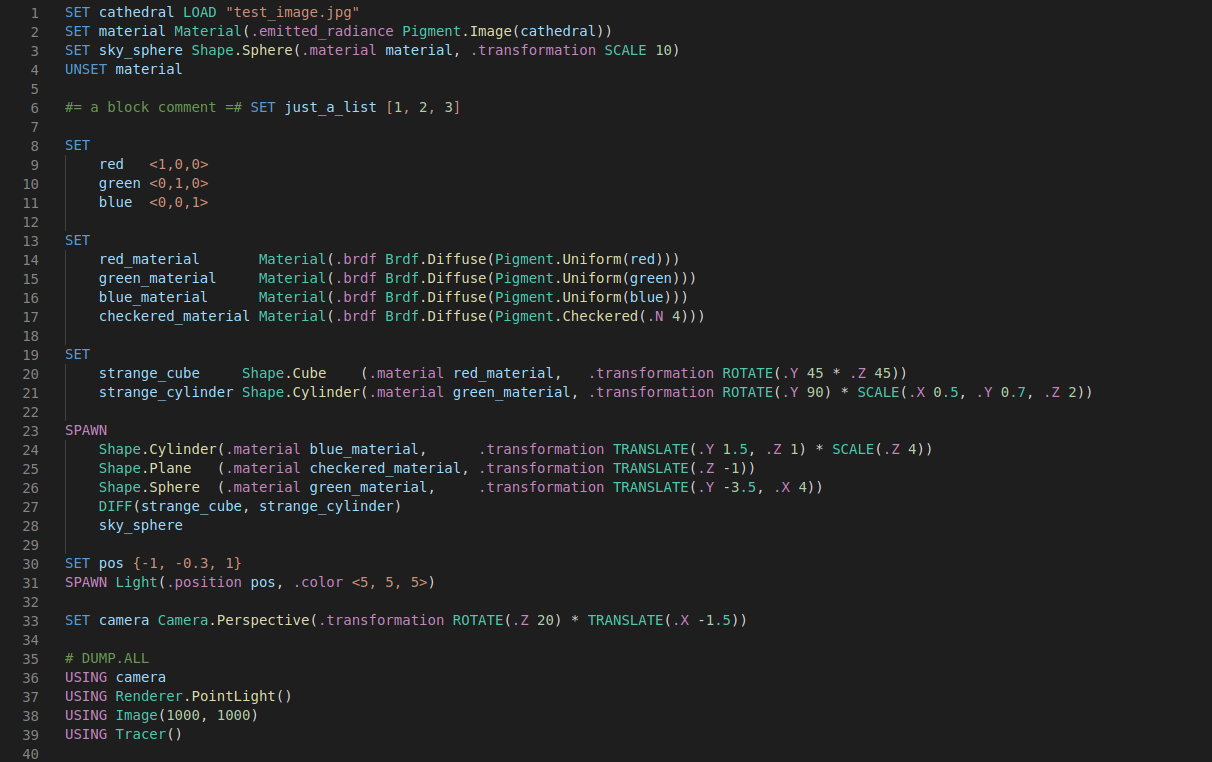 1 SET cathedral LOAD "test_image.jpg"
2 SET material Material(.emitted_radiance Pigment.Image(cathedral))
3 SET sky_sphere Shape.Sphere(.material material, .transformation SCALE 10)
4 UNSET material
5
6 #= a block comment =# SET just_a_list [1, 2, 3]
7
8 SET
9     red   <1,0,0>
10     green <0,1,0>
11     blue  <0,0,1>
12
13 SET
14     red_material       Material(.brdf Brdf.Diffuse(Pigment.Uniform(red)))
15     green_material     Material(.brdf Brdf.Diffuse(Pigment.Uniform(green)))
16     blue_material      Material(.brdf Brdf.Diffuse(Pigment.Uniform(blue)))
17     checkered_material Material(.brdf Brdf.Diffuse(Pigment.Checkered(.N 4)))
18
19 SET
20     strange_cube     Shape.Cube    (.material red_material,   .transformation ROTATE(.Y 45 * .Z 45))
21     strange_cylinder Shape.Cylinder(.material green_material, .transformation ROTATE(.Y 90) * SCALE(.X 0.5, .Y 0.7, .Z 2))
22
23 SPAWN
24     Shape.Cylinder(.material blue_material,      .transformation TRANSLATE(.Y 1.5, .Z 1) * SCALE(.Z 4))
25     Shape.Plane   (.material checkered_material, .transformation TRANSLATE(.Z -1))
26     Shape.Sphere  (.material green_material,     .transformation TRANSLATE(.Y -3.5, .X 4))
27     DIFF(strange_cube, strange_cylinder)
28     sky_sphere
29
30 SET pos {-1, -0.3, 1}
31 SPAWN Light(.position pos, .color <5, 5, 5>)
32
33 SET camera Camera.Perspective(.transformation ROTATE(.Z 20) * TRANSLATE(.X -1.5))
34
35 # DUMP.ALL
36 USING camera
37 USING Renderer.PointLight()
38 USING Image(1000, 1000)
39 USING Tracer()
40